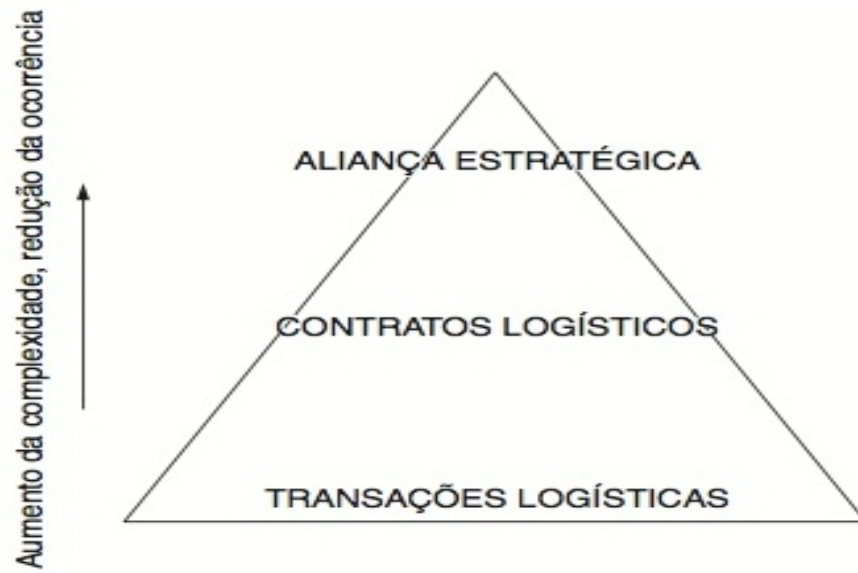 Aumento da complexidade, redução da ocorrência
ALIANÇA ESTRATÉGICA
CONTRATOS LOGÍSTICOS
TRANSAÇÕES LOGÍSTICAS